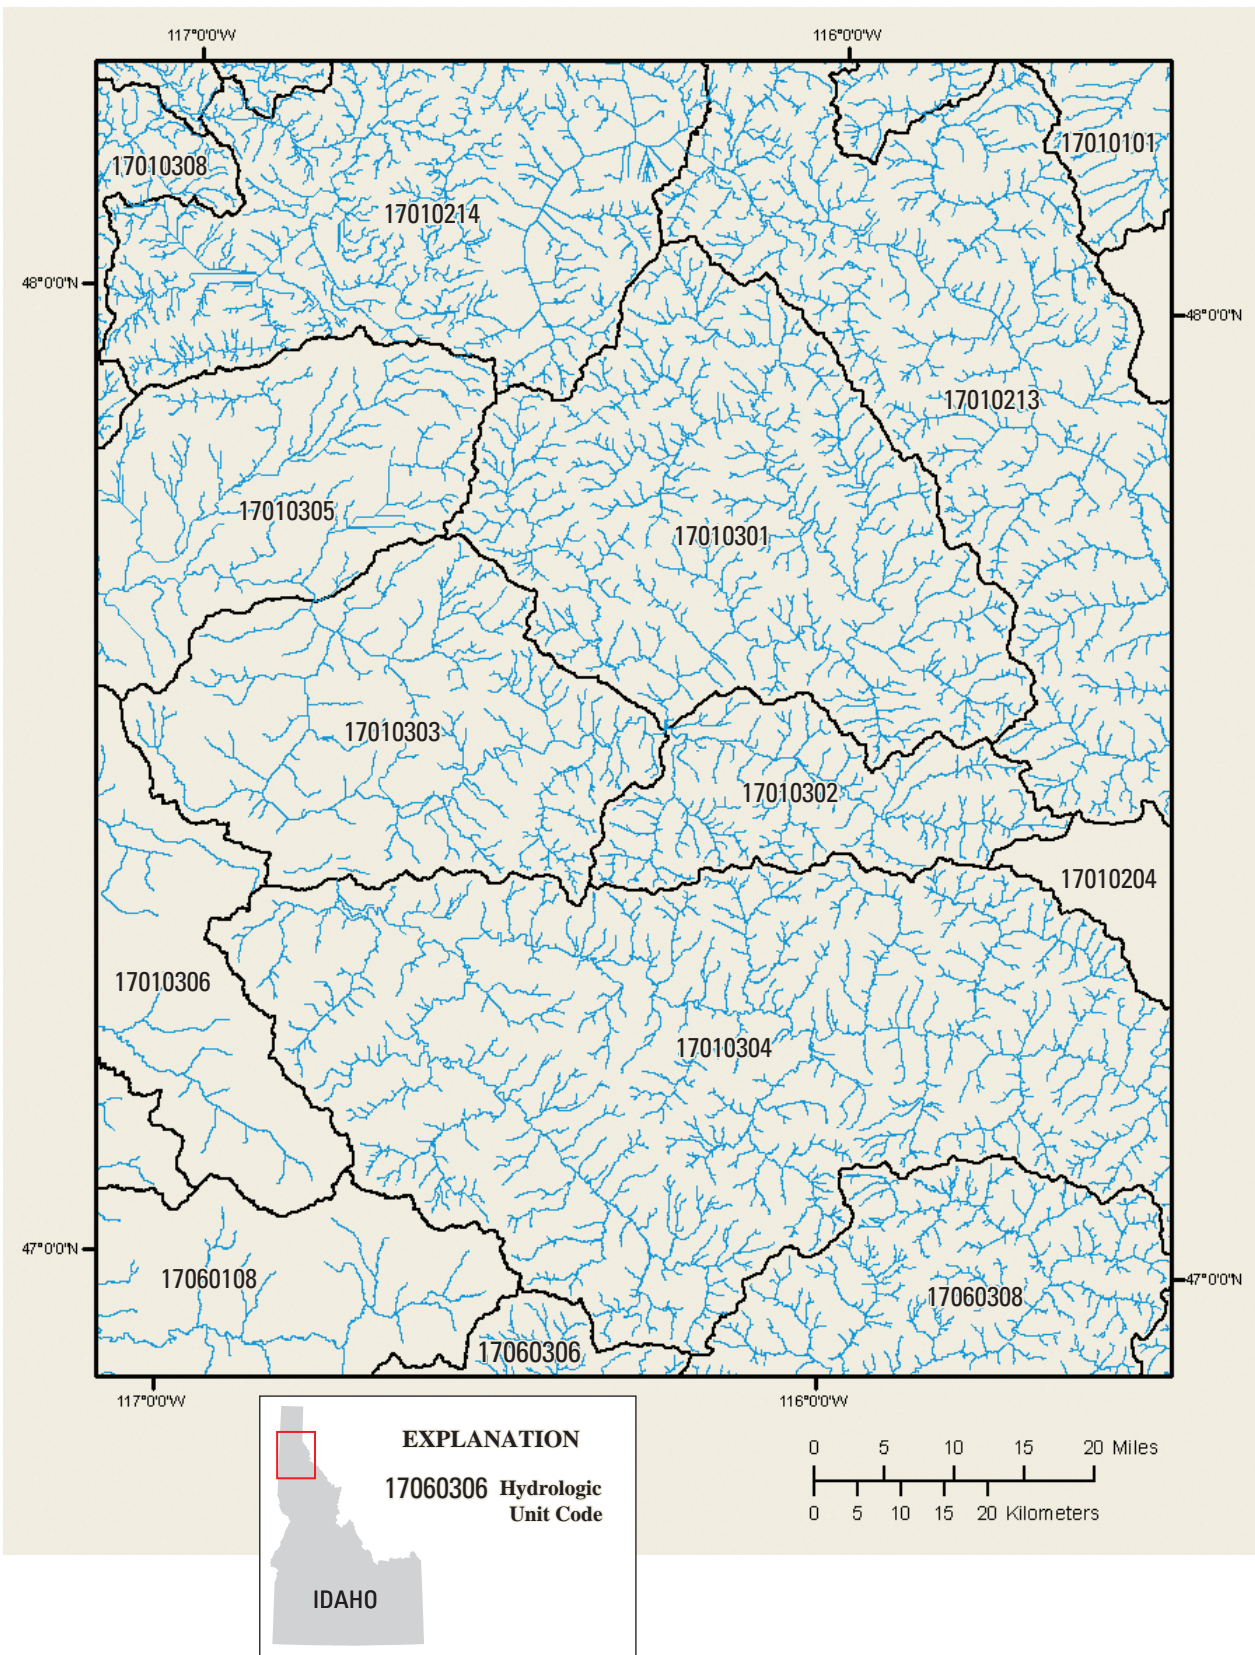 117°0'0"W 116°0'0"W
17010101
17010308
17010214
48°0'0"N
48°0'0"N
17010213
17010305
17010301
17010303
17010302
17010204
17010306
17010304
47°0'0"N
17060108
47°0'0"N
17060308
17060306
117°0'0"W 116°0'0"W
EXPLANATION
17060306 Hydrologic
Unit Code
IDAHO
0 5 10 15 20 Miles
0 5 10 15 20 Kilometers